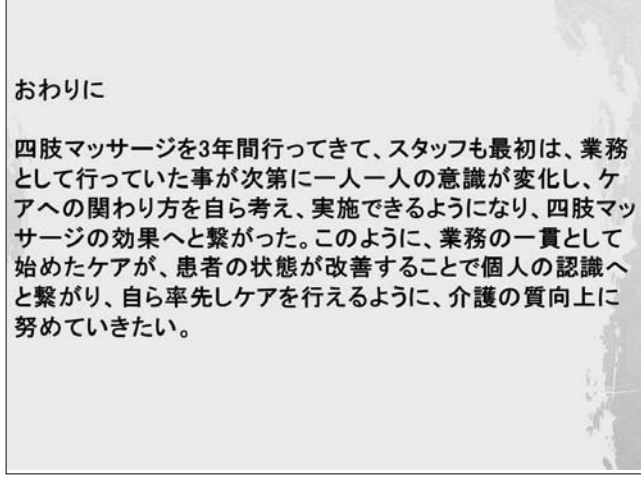 おわりに
四肢マッサージを3年間行ってきて、スタッフも最初は、業務
として行っていた事が次第に一人一人の意識が変化し、ケ
アへの関わり方を自ら考え、実施できるようになり、四肢マッ
サージの効果へと繋がった。このように、業務の一貫として
始めたケアが、患者の状態が改善することで個人の認識へ
と繋がり、自ら率先しケアを行えるように、介護の質向上に
努めていきたい。